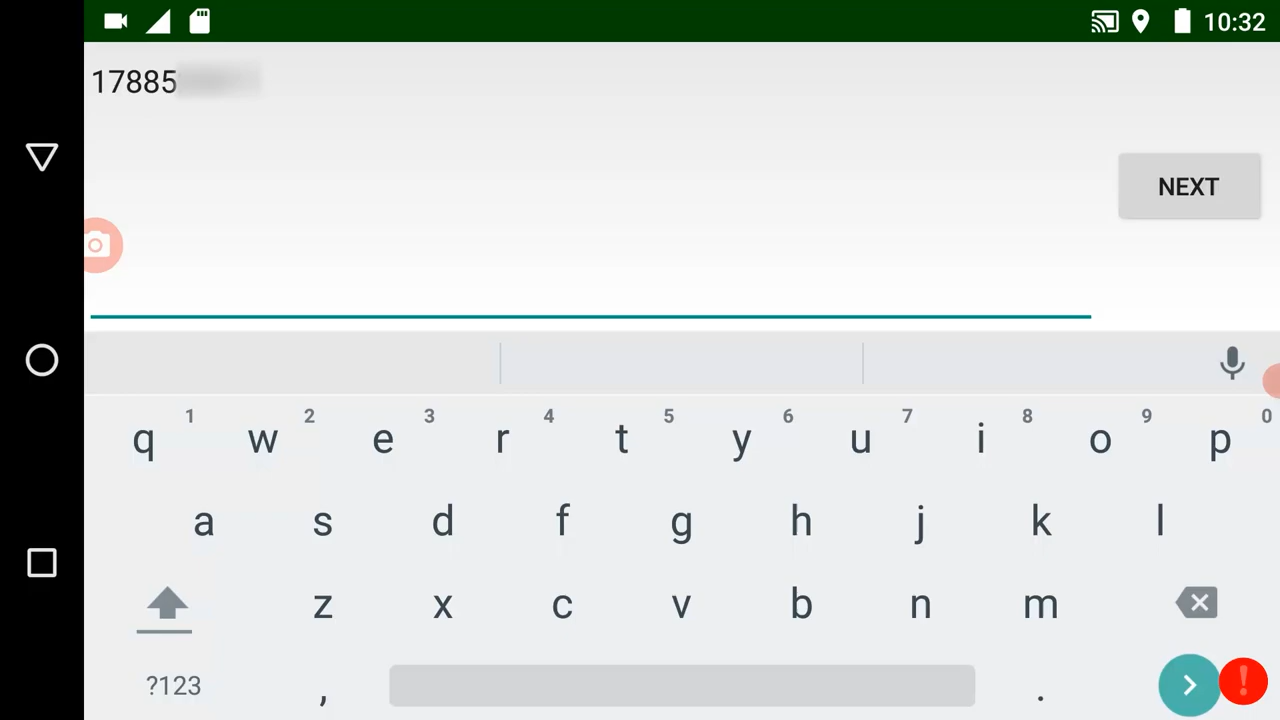 10:32
17885
NEXT
1 2 3 4 5 6 7 8 9 0
q w e r t y u i o p
a s d f g h j k l
z x c v b n m
?123 , . !